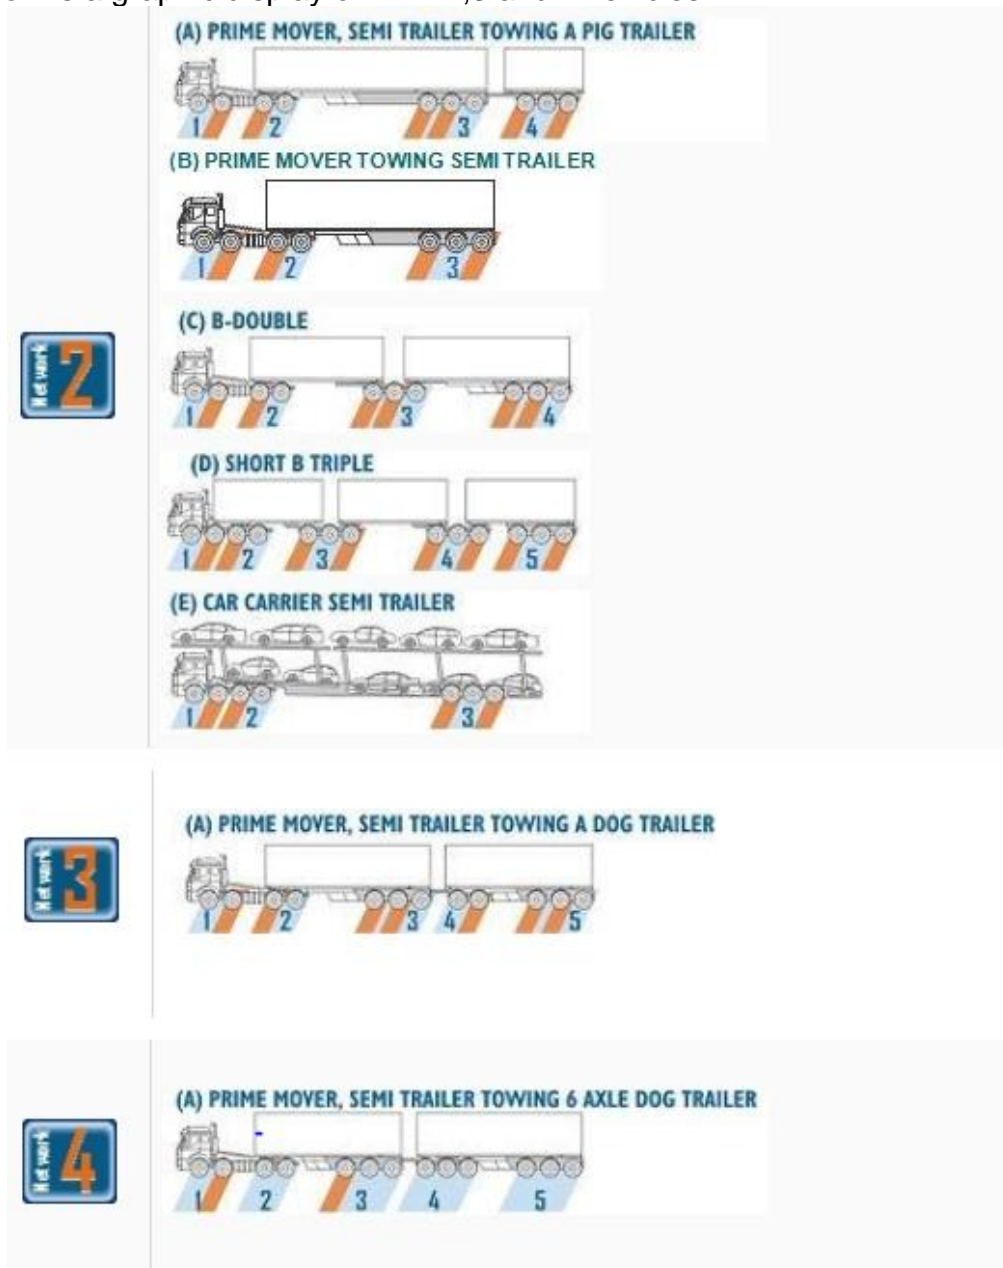 (A) PRIME MOVER, SEMI TRAILER TOWING A PIG TRAILER
1 2 3 4
(B) PRIME MOVER TOWING SEMI TRAILER
1 2 3
Network 2
(C) B-DOUBLE
1 2 3 4
(D) SHORT B TRIPLE
1 2 3 4 5
(E) CAR CARRIER SEMI TRAILER
1 2 3
Network 3
(A) PRIME MOVER, SEMI TRAILER TOWING A DOG TRAILER
1 2 3 4 5
Network 4
(A) PRIME MOVER, SEMI TRAILER TOWING 6 AXLE DOG TRAILER
1 2 3 4 5